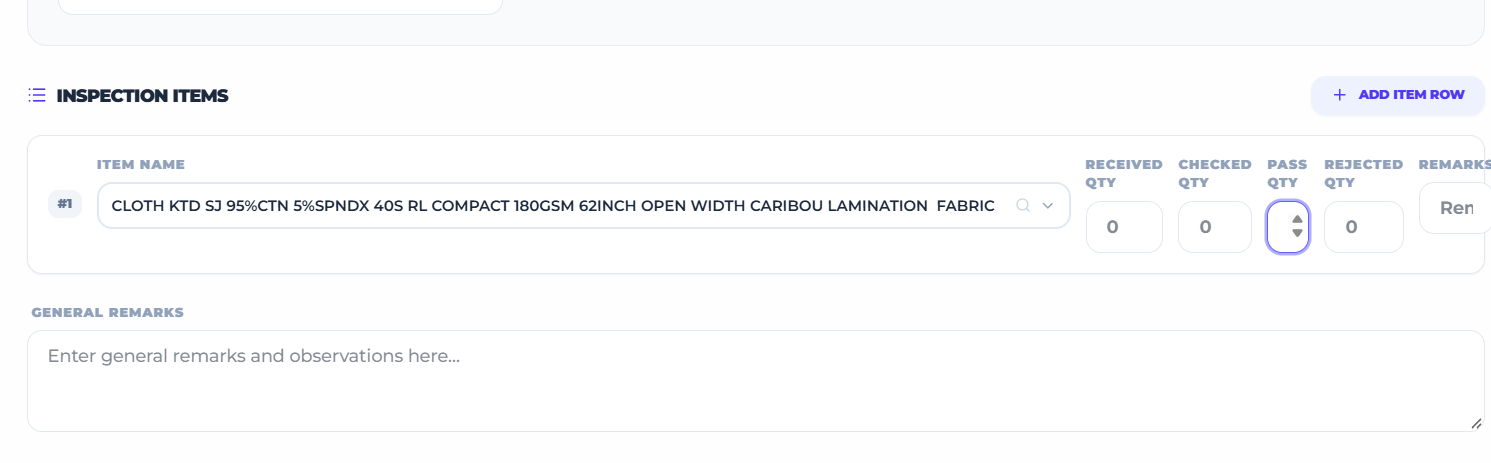 INSPECTION ITEMS
ADD ITEM ROW
ITEM NAME
RECEIVED QTY
CHECKED QTY
PASS QTY
REJECTED QTY
REMARKS
#1
CLOTH KTD SJ 95%CTN 5%SPNDX 40S RL COMPACT 180GSM 62INCH OPEN WIDTH CARIBOU LAMINATION  FABRIC
0
0
0
Rem
GENERAL REMARKS
Enter general remarks and observations here...